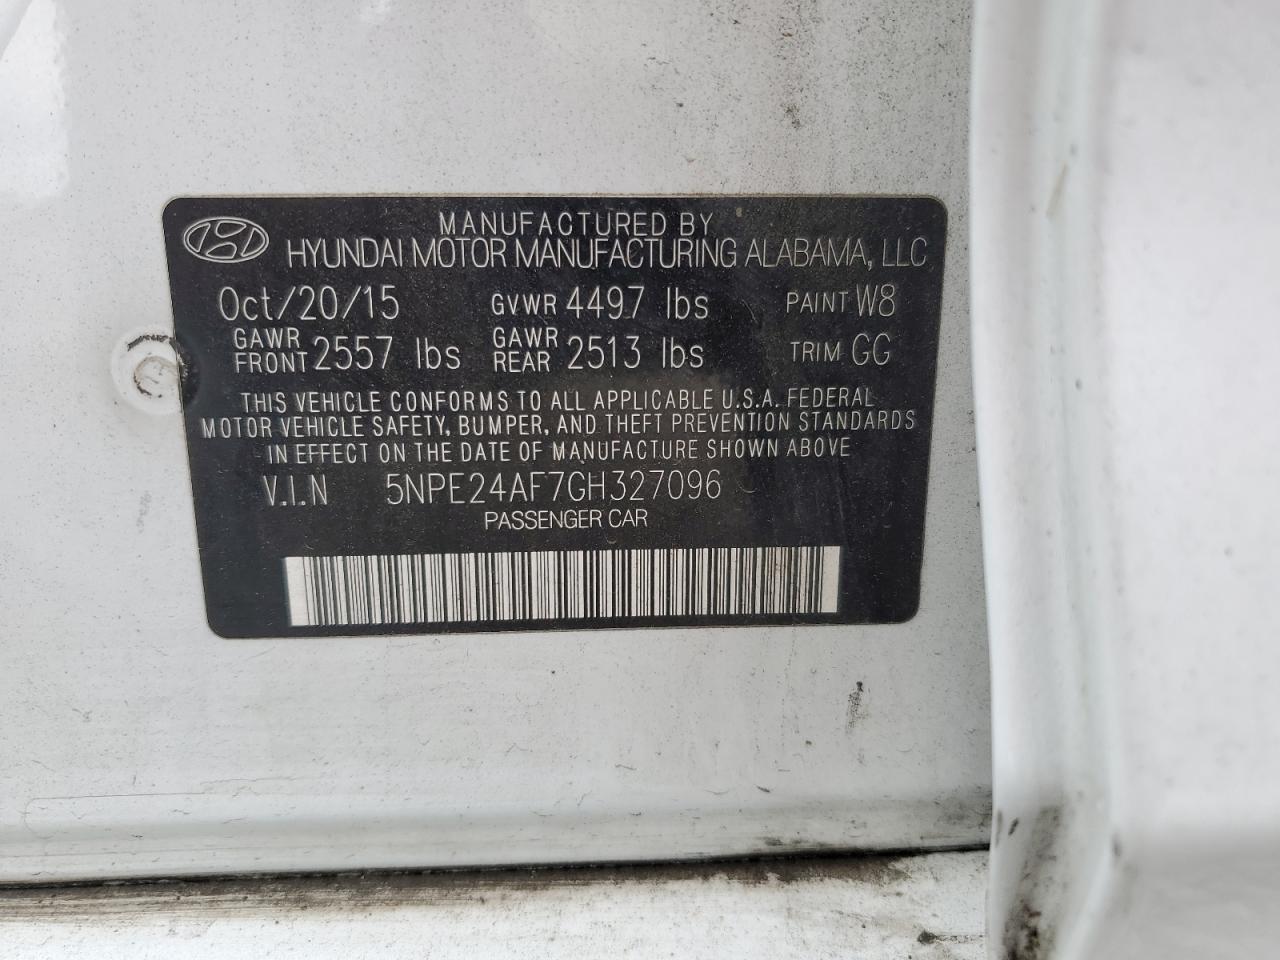 MANUFACTURED BY
HYUNDAI MOTOR MANUFACTURING ALABAMA, LLC
Oct/20/15 GVWR 4497 lbs PAINT W8
GAWR FRONT 2557 lbs GAWR REAR 2513 lbs TRIM GG
THIS VEHICLE CONFORMS TO ALL APPLICABLE U.S.A. FEDERAL
MOTOR VEHICLE SAFETY, BUMPER, AND THEFT PREVENTION STANDARDS
IN EFFECT ON THE DATE OF MANUFACTURE SHOWN ABOVE
V.I.N 5NPE24AF7GH327096
PASSENGER CAR